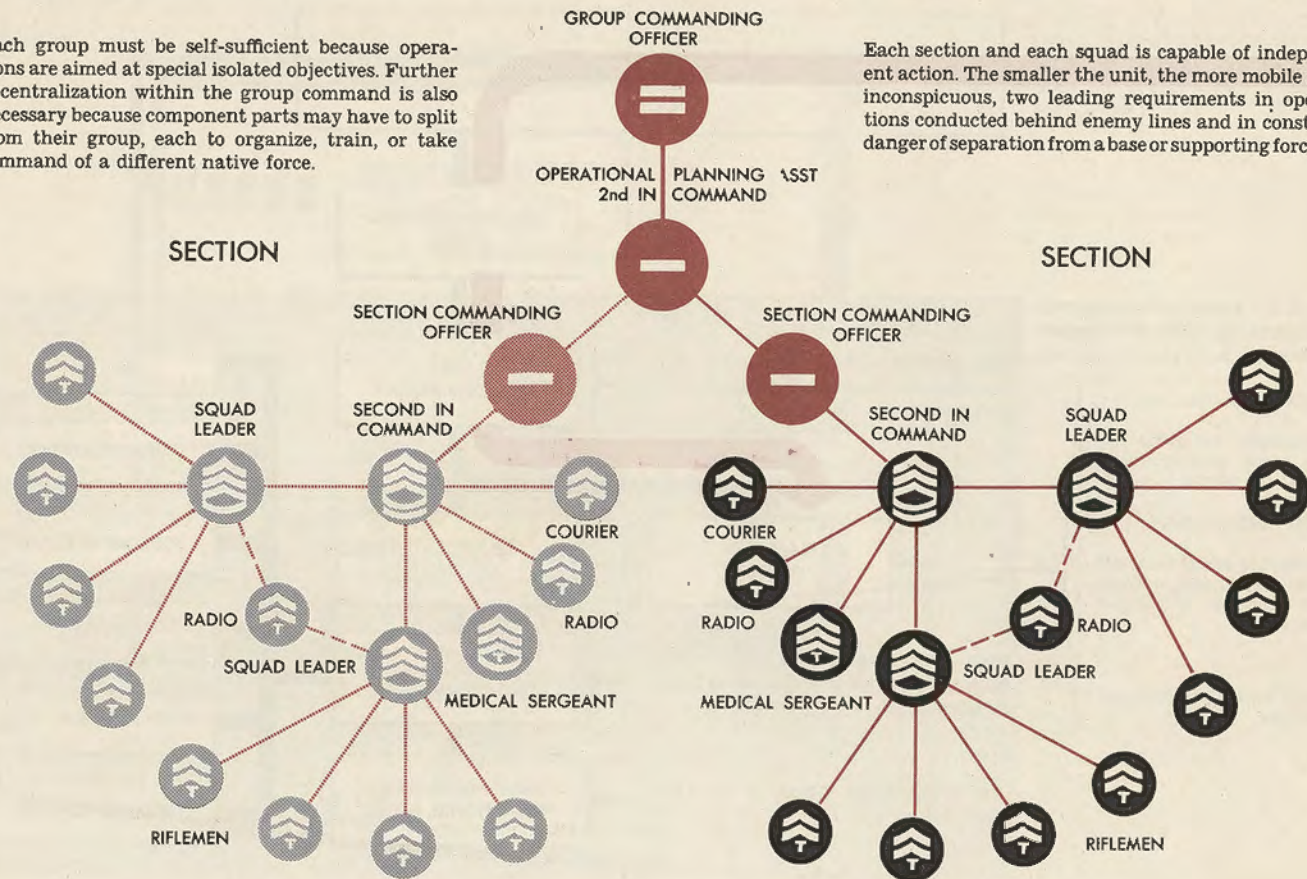 GROUP COMMANDING
OFFICER
ach group must be self-sufficient because opera-
ons are aimed at special isolated objectives. Further
centralization within the group command is also
cessary because component parts may have to split
om their group, each to organize, train, or take
mmand of a different native force.
Each section and each squad is capable of indep
ent action. The smaller the unit, the more mobile
inconspicuous, two leading requirements in ope
tions conducted behind enemy lines and in const
danger of separation from a base or supporting forc
OPERATIONAL PLANNING ASST
2nd IN COMMAND
SECTION
SECTION
SECTION COMMANDING
OFFICER
SECTION COMMANDING
OFFICER
SQUAD
LEADER
SECOND IN
COMMAND
SECOND IN
COMMAND
SQUAD
LEADER
COURIER
COURIER
RADIO
RADIO
RADIO
RADIO
SQUAD LEADER
SQUAD LEADER
MEDICAL SERGEANT
MEDICAL SERGEANT
RIFLEMEN
RIFLEMEN